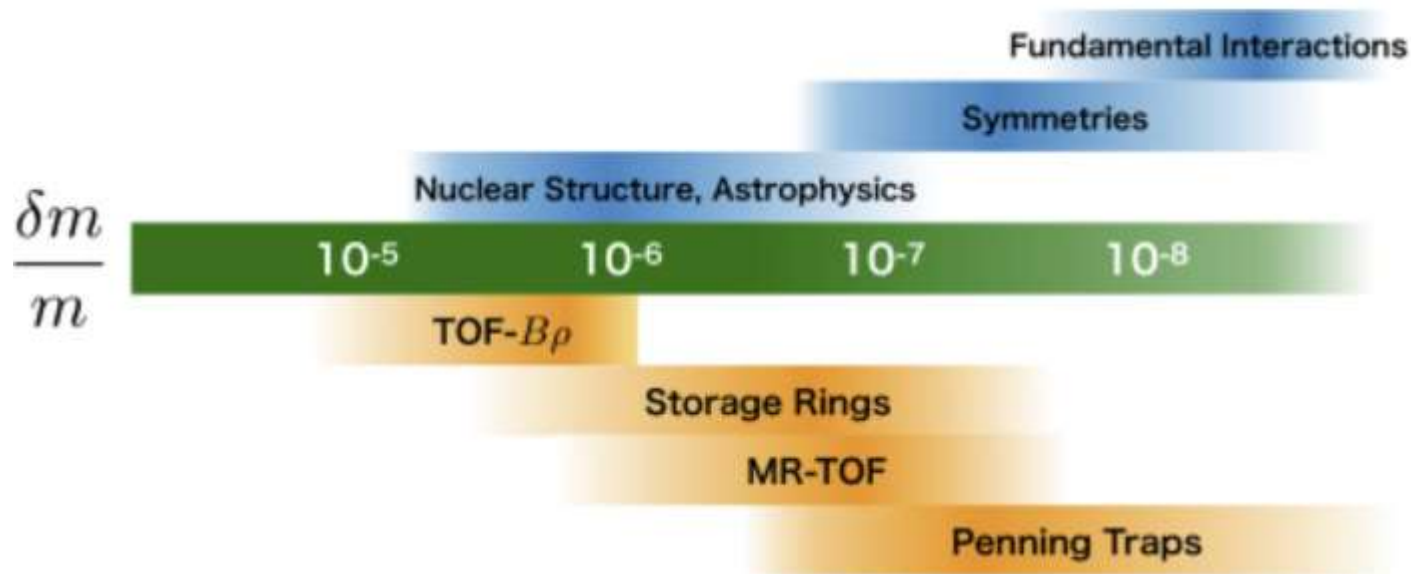 Fundamental Interactions
Symmetries
Nuclear Structure, Astrophysics
δm
m
10⁻⁵ 10⁻⁶ 10⁻⁷ 10⁻⁸
TOF-Bρ
Storage Rings
MR-TOF
Penning Traps